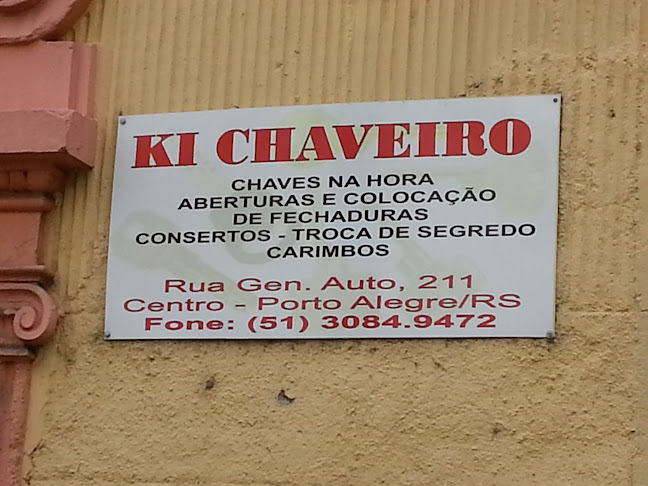 KI CHAVEIRO
CHAVES NA HORA
ABERTURAS E COLOCAÇÃO
DE FECHADURAS
CONSERTOS - TROCA DE SEGREDO
CARIMBOS
Rua Gen. Auto, 211
Centro - Porto Alegre/RS
Fone: (51) 3084.9472